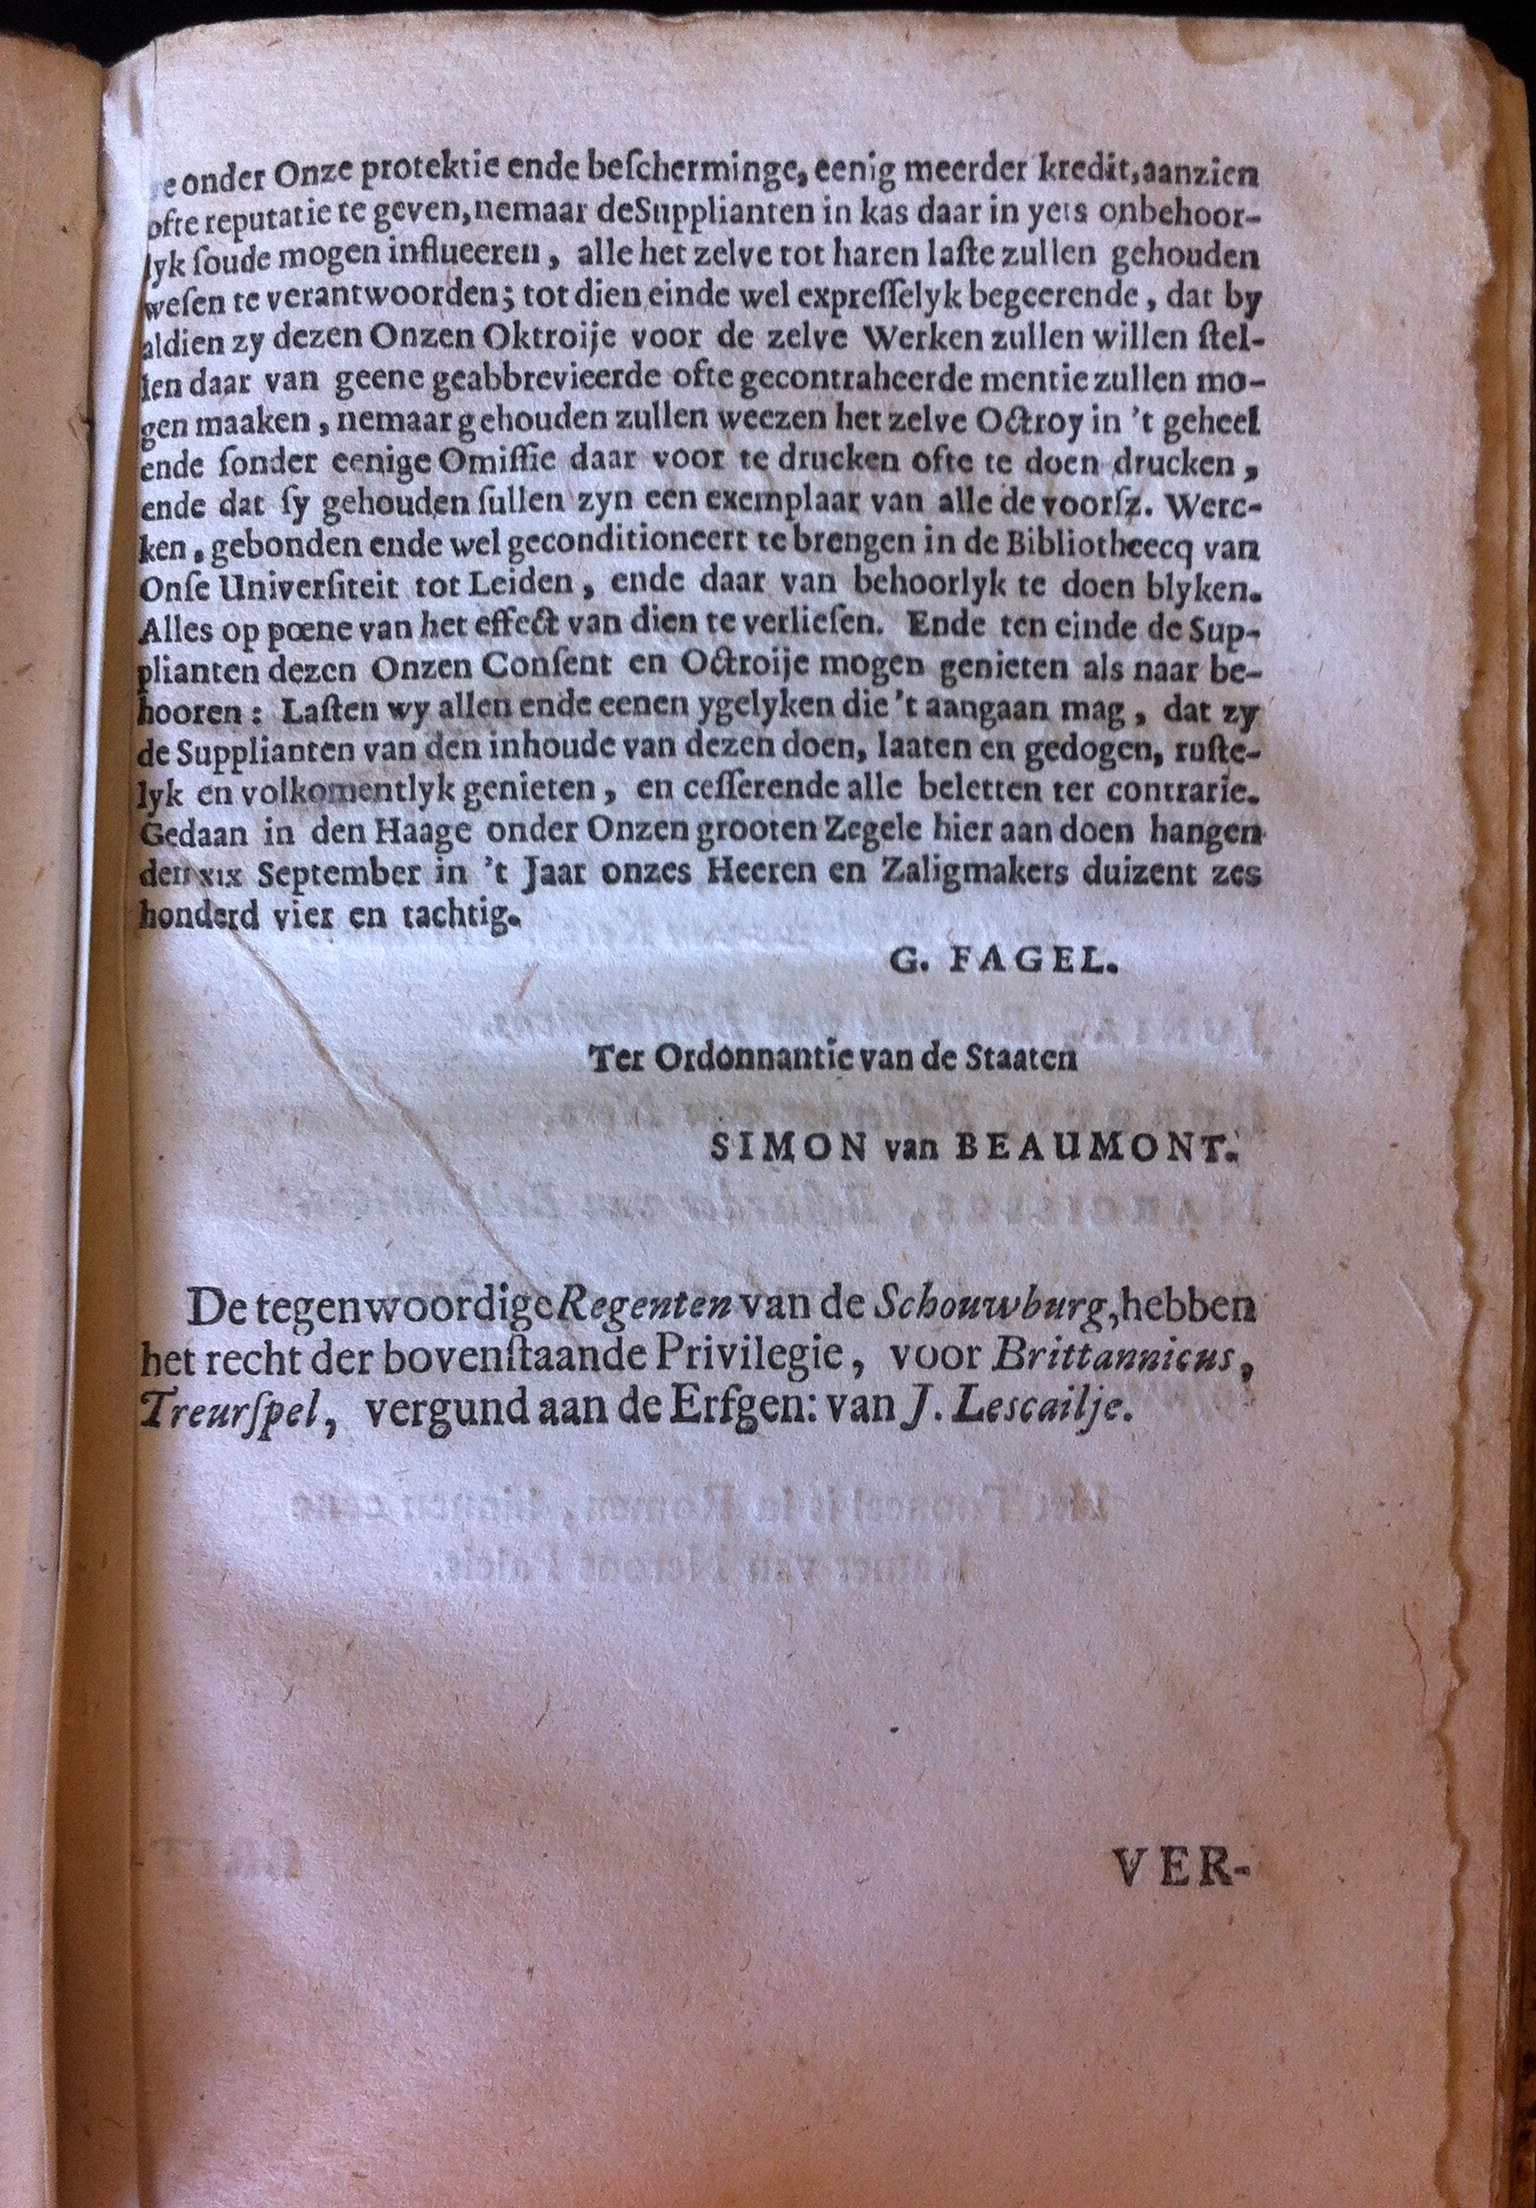 onder Onze protektie ende beſcherminge, eenig meerder kredit, aanzien
ofte reputatie te geven, nemaar de Supplianten in kas daar in yets onbehoor-
lyk ſoude mogen influeeren, alle het zelve tot haren laſte zullen gehouden
weſen te verantwoorden; tot dien einde wel expreſſelyk begeerende, dat by
aldien zy dezen Onzen Oktroije voor de zelve Werken zullen willen ſtel-
len daar van geene geabbrevieerde ofte gecontraheerde mentie zullen mo-
gen maaken, nemaar gehouden zullen weezen het zelve Octroy in 't geheel
ende ſonder eenige Omiſſie daar voor te drucken ofte te doen drucken,
ende dat ſy gehouden ſullen zyn een exemplaar van alle de voorſz. Werc-
ken, gebonden ende wel geconditioneert te brengen in de Bibliotheecq van
Onſe Univerſiteit tot Leiden, ende daar van behoorlyk te doen blyken.
Alles op pœne van het effect van dien te verlieſen. Ende ten einde de Sup-
plianten dezen Onzen Conſent en Octroije mogen genieten als naar be-
hooren: Laſten wy allen ende eenen ygelyken die 't aangaan mag, dat zy
de Supplianten van den inhoude van dezen doen, laaten en gedogen, ruſte-
lyk en volkomentlyk genieten, en ceſſerende alle beletten ter contrarie.
Gedaan in den Haage onder Onzen grooten Zegele hier aan doen hangen
den XIX September in 't Jaar onzes Heeren en Zaligmakers duizent zes
honderd vier en tachtig.
G. FAGEL.
Ter Ordonnantie van de Staaten
SIMON van BEAUMONT.
De tegenwoordige Regenten van de Schouwburg, hebben
het recht der bovenſtaande Privilegie, voor Brittannicus,
Treurſpel, vergund aan de Erfgen: van J. Lescailje.
VER-